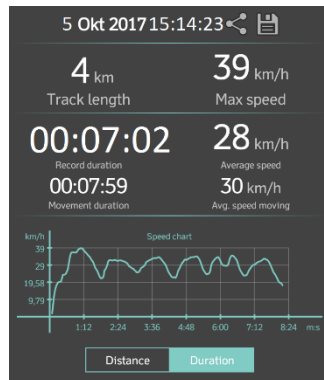 5 Okt 2017 15:14:23
4 km
Track length
39 km/h
Max speed
00:07:02
Record duration
28 km/h
Average speed
00:07:59
Movement duration
30 km/h
Avg. speed moving
km/h
Speed chart
39
29
19,58
9,79
1:12 2:24 3:36 4:48 6:00 7:12 8:24 m:s
Distance
Duration